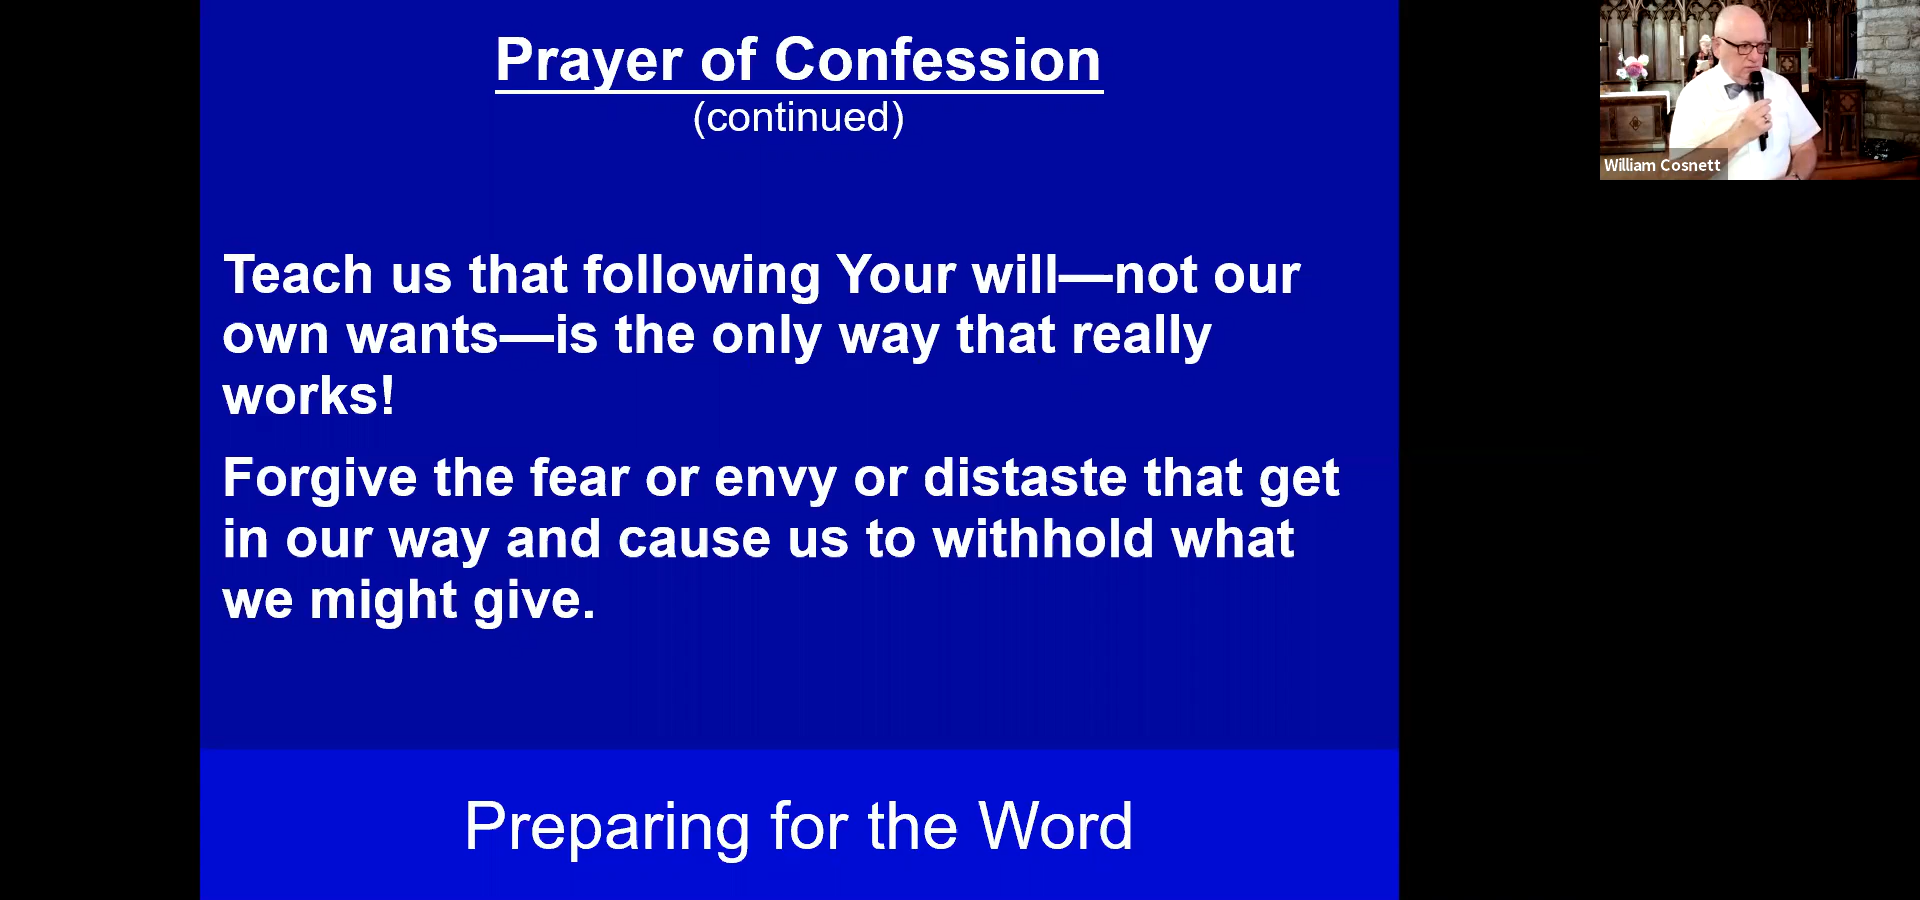 Prayer of Confession
(continued)
Teach us that following Your will—not our
own wants—is the only way that really
works!
Forgive the fear or envy or distaste that get
in our way and cause us to withhold what
we might give.
Preparing for the Word
William Cosnett